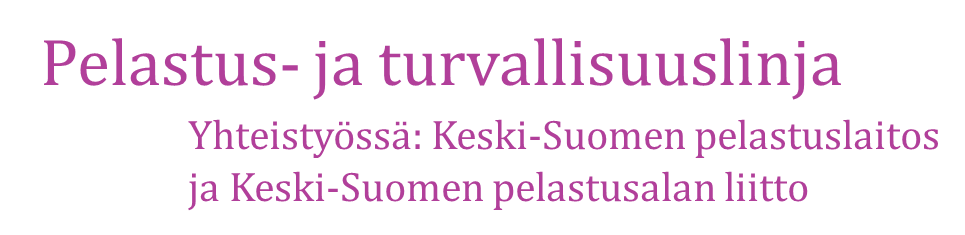 Pelastus- ja turvallisuuslinja
Yhteistyössä: Keski-Suomen pelastuslaitos
ja Keski-Suomen pelastusalan liitto